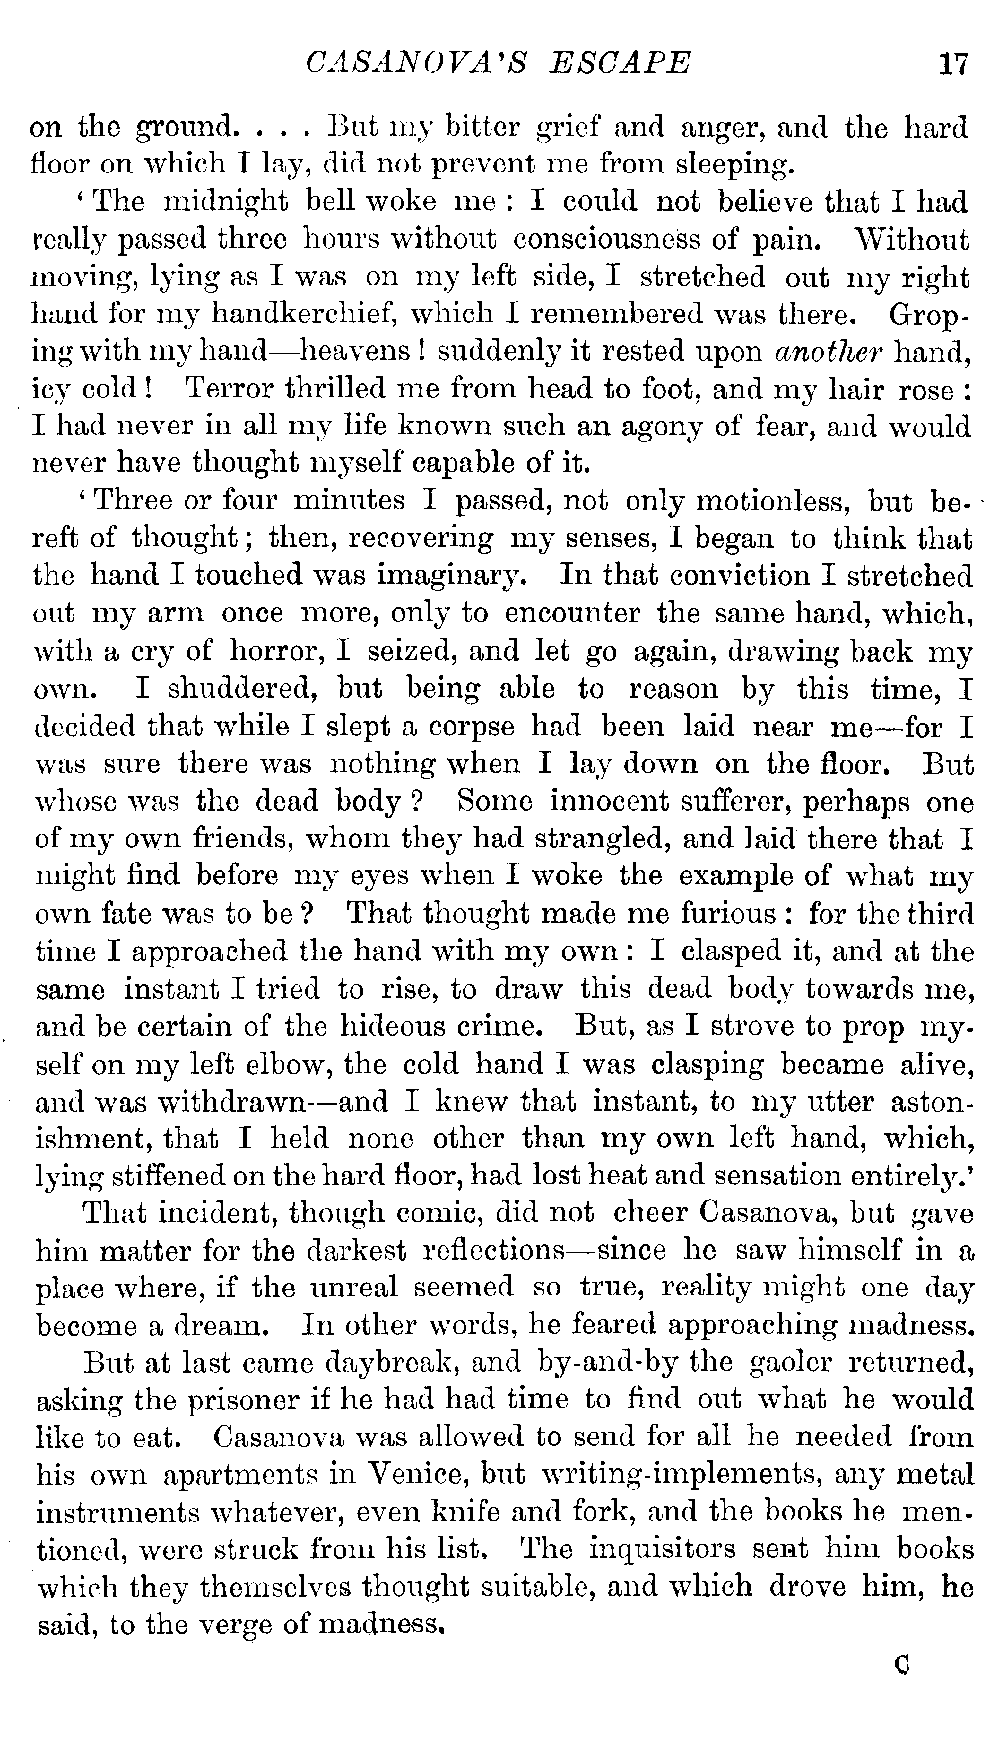 CASANOVA'S ESCAPE 17
on the ground. . . . But my bitter grief and anger, and the hard
floor on which I lay, did not prevent me from sleeping.
‘ The midnight bell woke me : I could not believe that I had
really passed three hours without consciousness of pain. Without
moving, lying as I was on my left side, I stretched out my right
hand for my handkerchief, which I remembered was there. Grop-
ing with my hand—heavens ! suddenly it rested upon another hand,
icy cold ! Terror thrilled me from head to foot, and my hair rose :
I had never in all my life known such an agony of fear, and would
never have thought myself capable of it.
‘ Three or four minutes I passed, not only motionless, but be-
reft of thought ; then, recovering my senses, I began to think that
the hand I touched was imaginary. In that conviction I stretched
out my arm once more, only to encounter the same hand, which,
with a cry of horror, I seized, and let go again, drawing back my
own. I shuddered, but being able to reason by this time, I
decided that while I slept a corpse had been laid near me—for I
was sure there was nothing when I lay down on the floor. But
whose was the dead body ? Some innocent sufferer, perhaps one
of my own friends, whom they had strangled, and laid there that I
might find before my eyes when I woke the example of what my
own fate was to be ? That thought made me furious : for the third
time I approached the hand with my own : I clasped it, and at the
same instant I tried to rise, to draw this dead body towards me,
and be certain of the hideous crime. But, as I strove to prop my-
self on my left elbow, the cold hand I was clasping became alive,
and was withdrawn—and I knew that instant, to my utter aston-
ishment, that I held none other than my own left hand, which,
lying stiffened on the hard floor, had lost heat and sensation entirely.’
That incident, though comic, did not cheer Casanova, but gave
him matter for the darkest reflections—since he saw himself in a
place where, if the unreal seemed so true, reality might one day
become a dream. In other words, he feared approaching madness.
But at last came daybreak, and by-and-by the gaoler returned,
asking the prisoner if he had had time to find out what he would
like to eat. Casanova was allowed to send for all he needed from
his own apartments in Venice, but writing-implements, any metal
instruments whatever, even knife and fork, and the books he men-
tioned, were struck from his list. The inquisitors sent him books
which they themselves thought suitable, and which drove him, he
said, to the verge of madness.
C